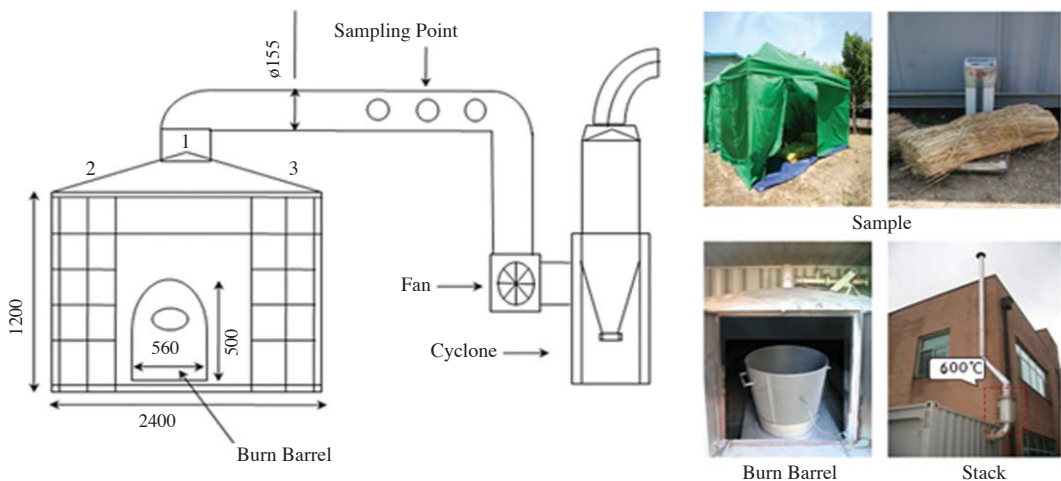 Sampling Point
ø155
1
2
3
1200
Fan
560
500
Cyclone
2400
Burn Barrel
Sample
600℃
Burn Barrel
Stack